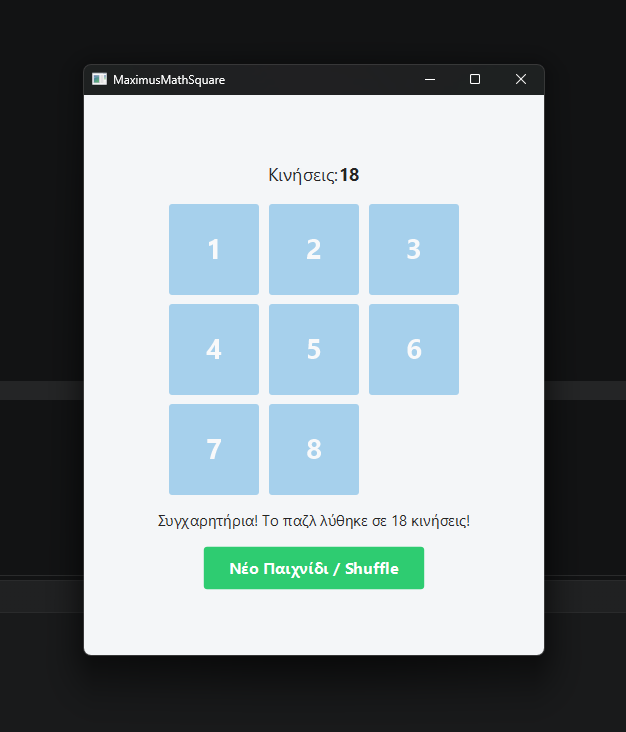 MaximusMathSquare
Κινήσεις:18
1 2 3
4 5 6
7 8
Συγχαρητήρια! Το παζλ λύθηκε σε 18 κινήσεις!
Νέο Παιχνίδι / Shuffle